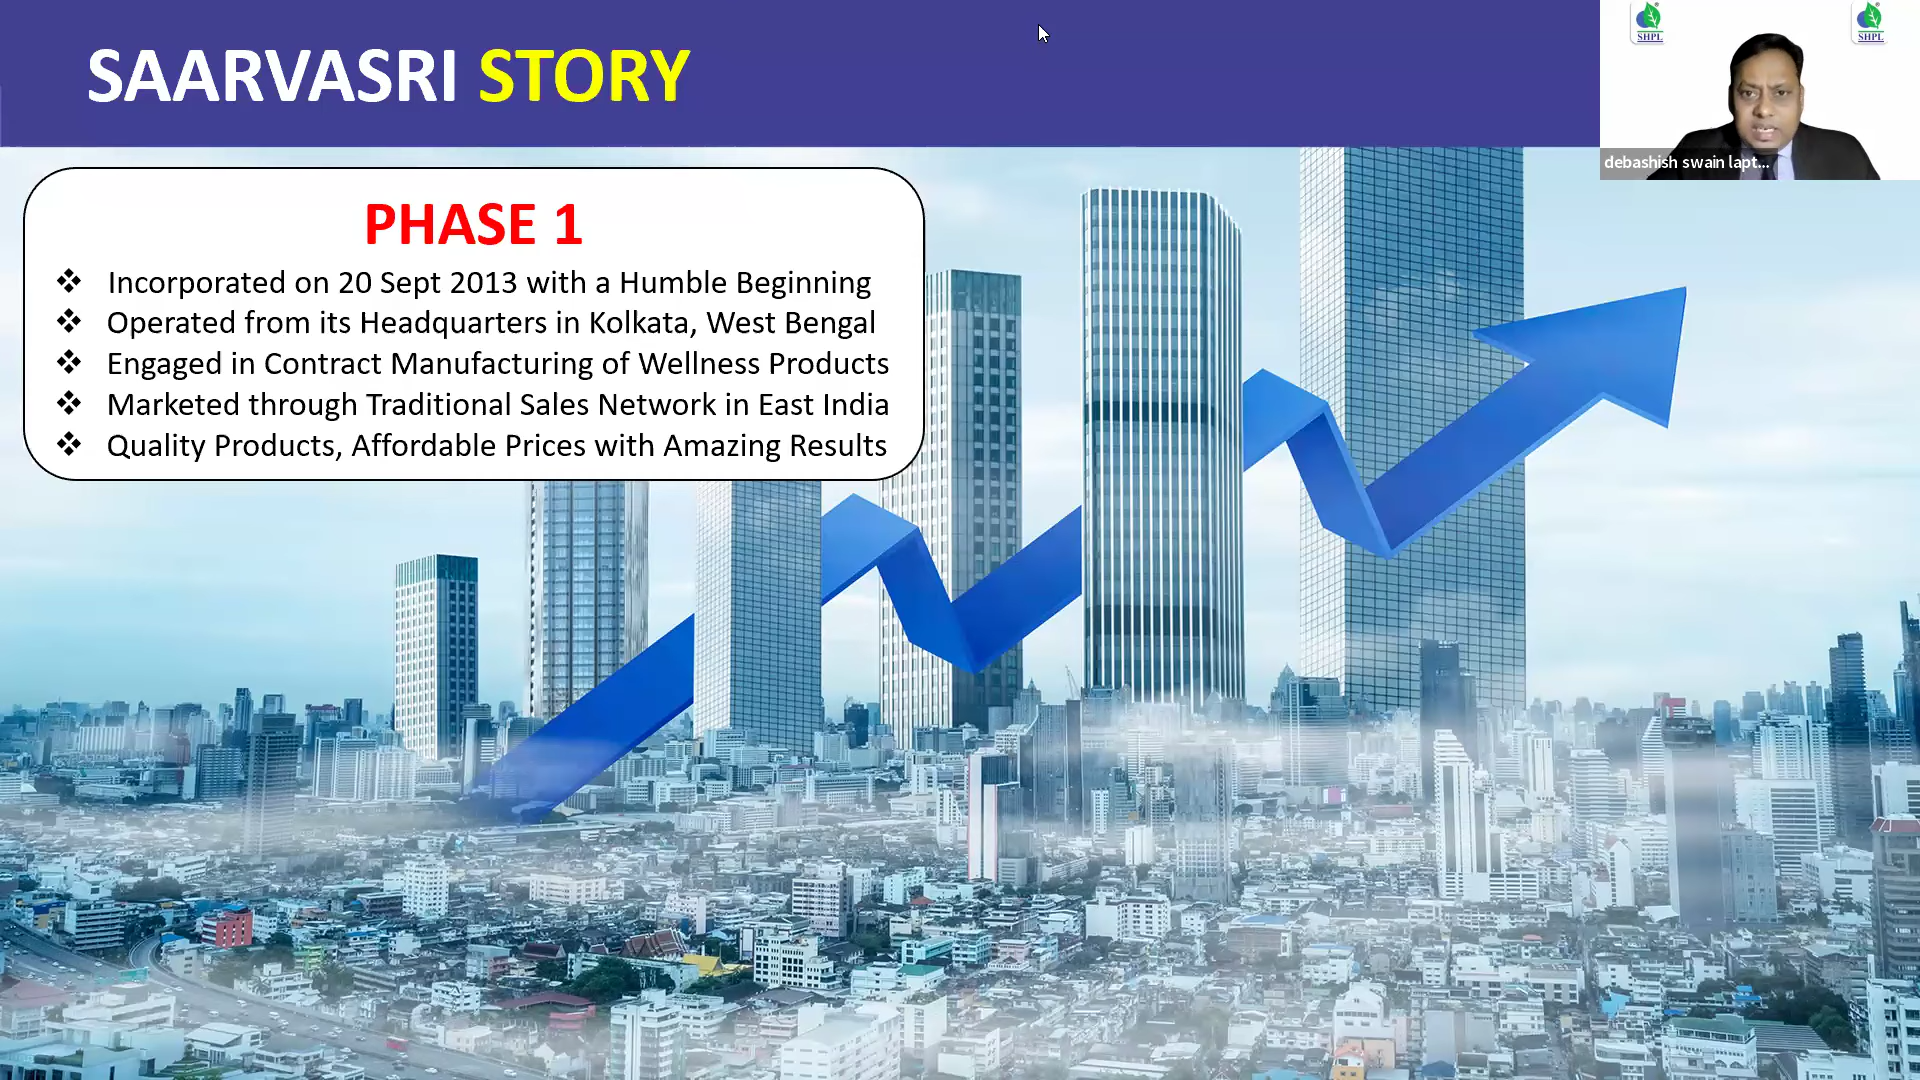 SAARVASRI STORY
SHPL
SHPL
debashish swain lapt...
PHASE 1
❖ Incorporated on 20 Sept 2013 with a Humble Beginning
❖ Operated from its Headquarters in Kolkata, West Bengal
❖ Engaged in Contract Manufacturing of Wellness Products
❖ Marketed through Traditional Sales Network in East India
❖ Quality Products, Affordable Prices with Amazing Results